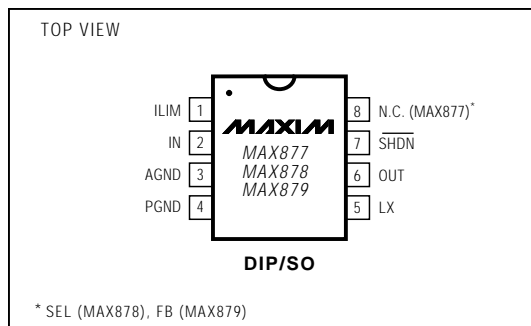 TOP VIEW
ILIM 1
IN 2
AGND 3
PGND 4
MAXIM
MAX877
MAX878
MAX879
8 N.C. (MAX877)*
7 SHDN
6 OUT
5 LX
DIP/SO
* SEL (MAX878), FB (MAX879)